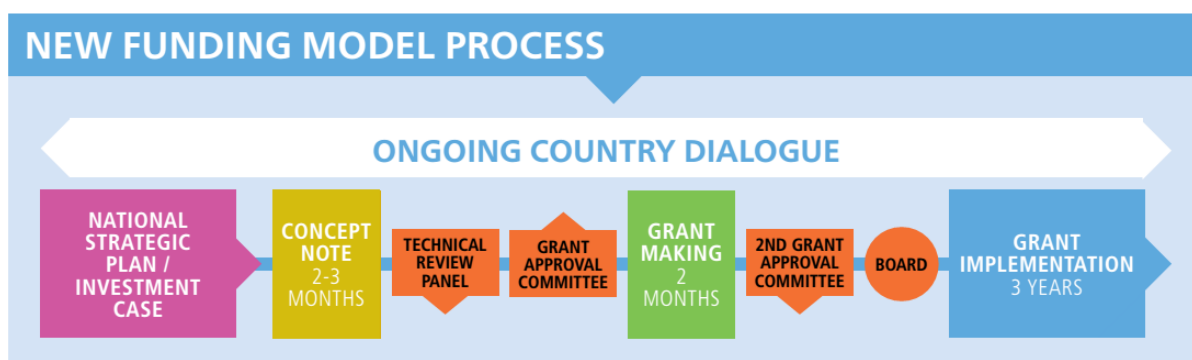 NEW FUNDING MODEL PROCESS
ONGOING COUNTRY DIALOGUE
NATIONAL
STRATEGIC
PLAN /
INVESTMENT
CASE
CONCEPT
NOTE
2-3
MONTHS
TECHNICAL
REVIEW
PANEL
GRANT
APPROVAL
COMMITTEE
GRANT
MAKING
2
MONTHS
2ND GRANT
APPROVAL
COMMITTEE
BOARD
GRANT
IMPLEMENTATION
3 YEARS